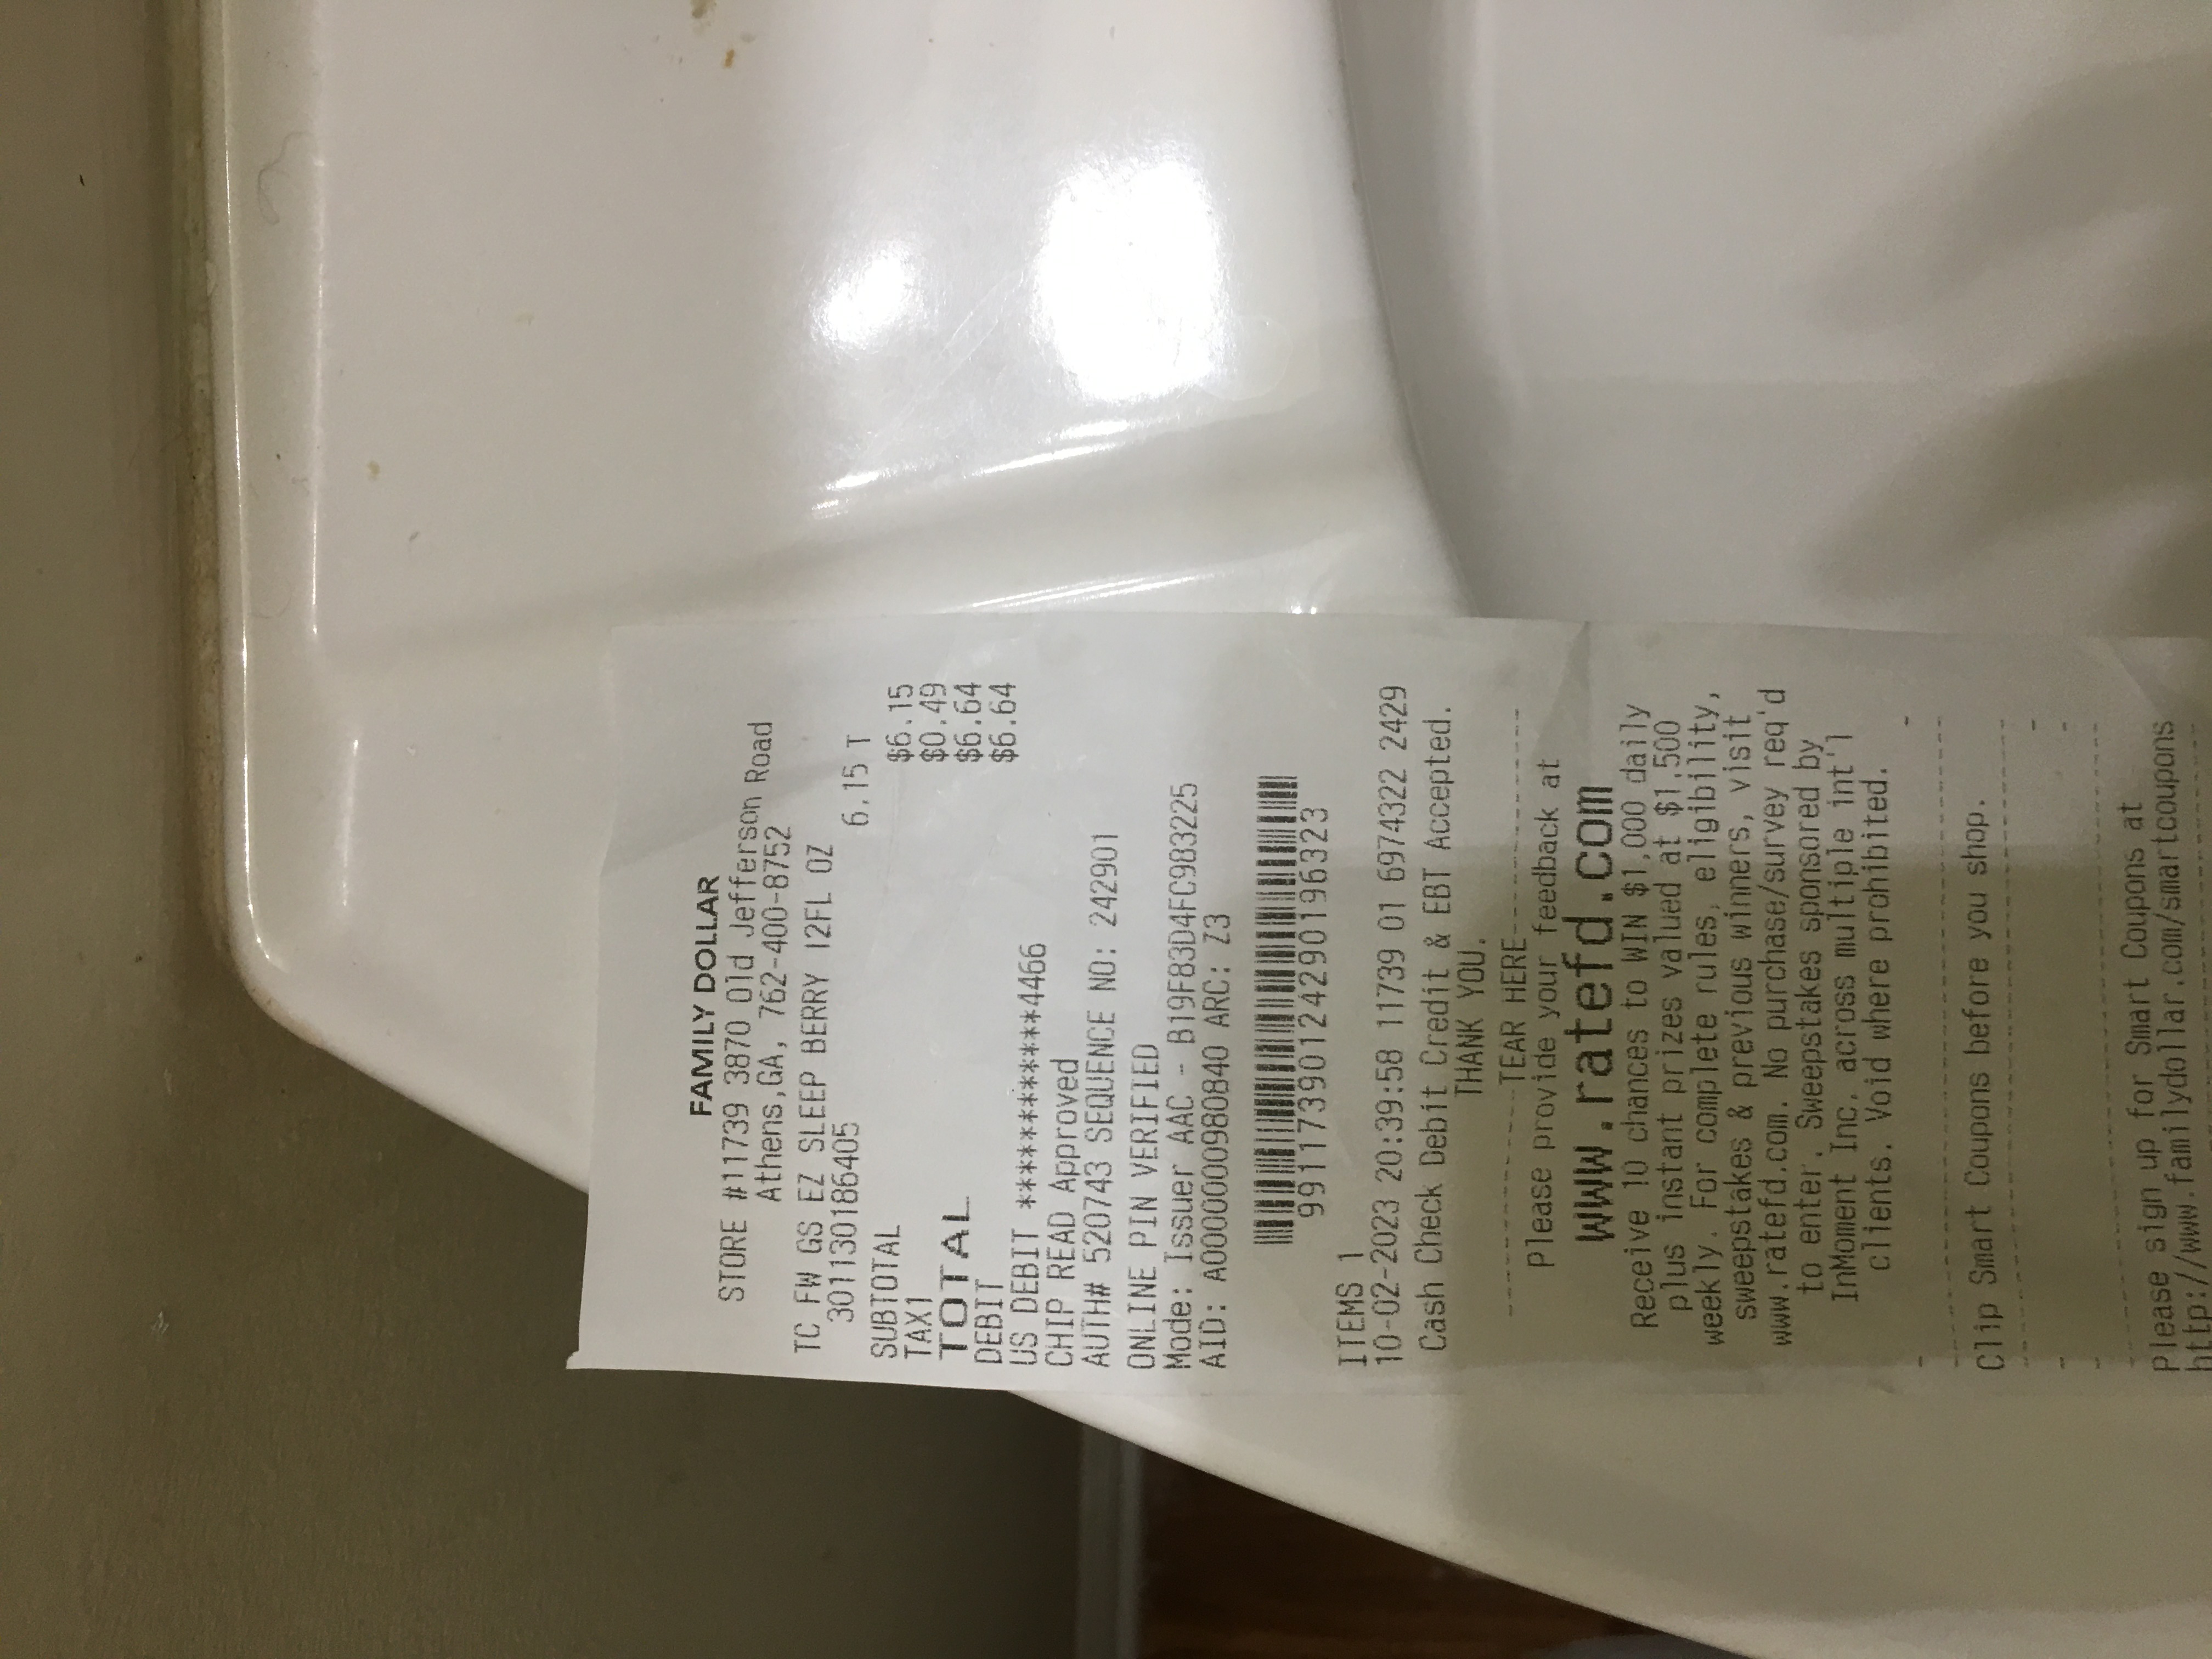 FAMILY DOLLAR
STORE #11739 3870 Old Jefferson Road
Athens,GA, 762-400-8752
TC FW GS EZ SLEEP BERRY 12FL OZ
301130186405 6.15 T
SUBTOTAL $6.15
TAX1 $0.49
TOTAL $6.64
DEBIT $6.64
US DEBIT ************4466
CHIP READ Approved
AUTH# 520743 SEQUENCE NO: 242901
ONLINE PIN VERIFIED
Mode: Issuer AAC - B19F83D4FC983225
AID: A0000000980840 ARC: Z3
99117390124290196323
ITEMS 1
10-02-2023 20:39:58 11739 01 6974322 2429
Cash Check Debit Credit & EBT Accepted.
THANK YOU.
TEAR HERE
Please provide your feedback at
www.ratefd.com
Receive 10 chances to WIN $1,000 daily
plus instant prizes valued at $1,500
weekly. For complete rules, eligibility,
sweepstakes & previous winners, visit
www.ratefd.com. No purchase/survey req'd
to enter. Sweepstakes sponsored by
InMoment Inc. across multiple int'l
clients. Void where prohibited.
Clip Smart Coupons before you shop.
Please sign up for Smart Coupons at
http://www.familydollar.com/smartcoupons